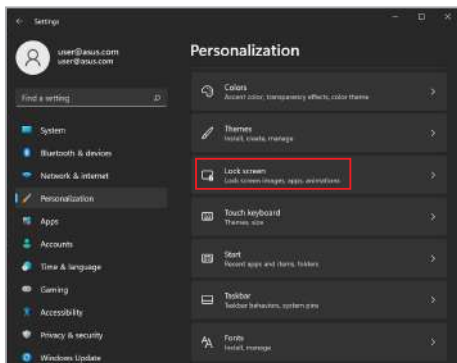 Settings
user@asus.com
user@asus.com
Find a setting
System
Bluetooth & devices
Network & internet
Personalization
Apps
Accounts
Time & language
Gaming
Accessibility
Privacy & security
Windows Update
Personalization
Colors
Accent color, transparency effects, color theme
Themes
Install, create, manage
Lock screen
Lock screen images, apps, animations
Touch keyboard
Themes, size
Start
Recent apps and items, folders
Taskbar
Taskbar behaviors, system pins
Fonts
Install, manage